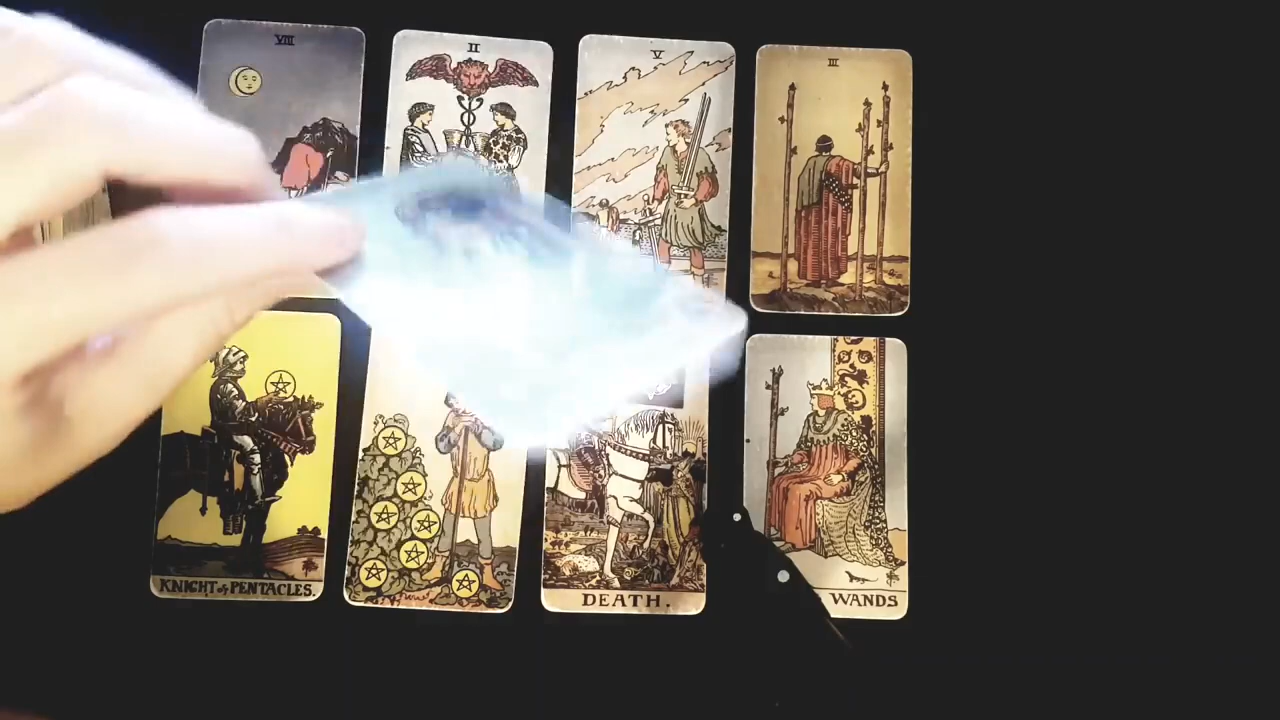 VIII
II
V
III
KNIGHT of PENTACLES.
DEATH.
WANDS